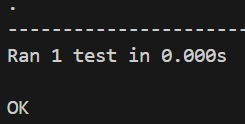 .
----------------------
Ran 1 test in 0.000s
OK